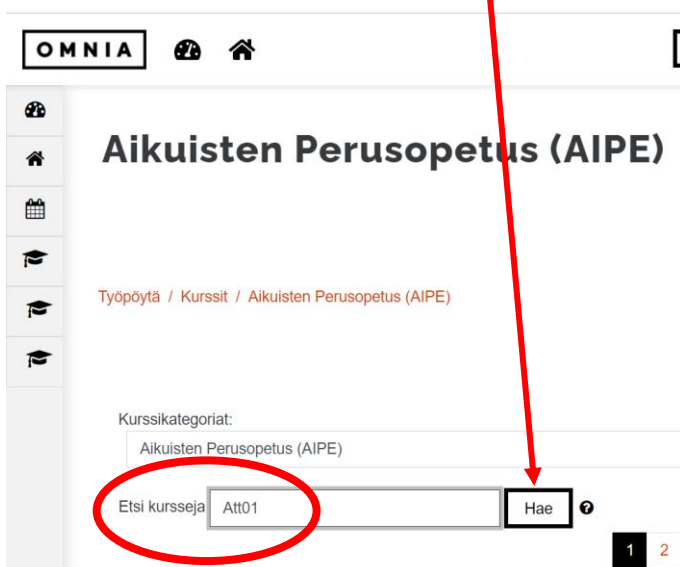 OMNIA
Aikuisten Perusopetus (AIPE)
Työpöytä / Kurssit / Aikuisten Perusopetus (AIPE)
Kurssikategoriat:
Aikuisten Perusopetus (AIPE)
Etsi kursseja Att01 Hae
1 2